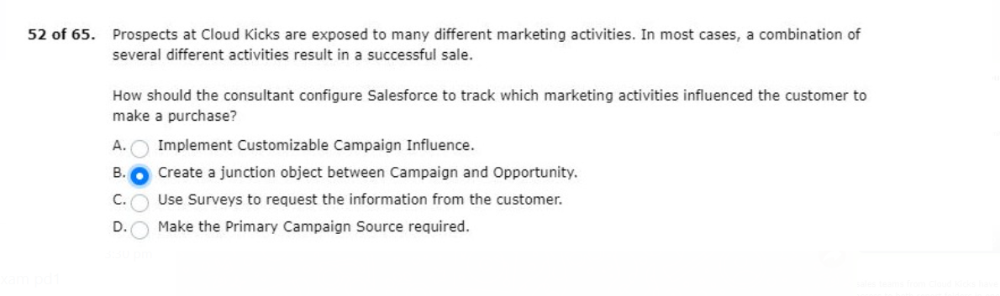 52 of 65. Prospects at Cloud Kicks are exposed to many different marketing activities. In most cases, a combination of
several different activities result in a successful sale.
How should the consultant configure Salesforce to track which marketing activities influenced the customer to
make a purchase?
A. Implement Customizable Campaign Influence.
B. Create a junction object between Campaign and Opportunity.
C. Use Surveys to request the information from the customer.
D. Make the Primary Campaign Source required.